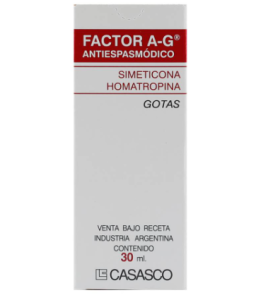 FACTOR A-G®
ANTIESPASMÓDICO
SIMETICONA
HOMATROPINA
GOTAS
VENTA BAJO RECETA
INDUSTRIA ARGENTINA
CONTENIDO
30 ml.
CASASCO